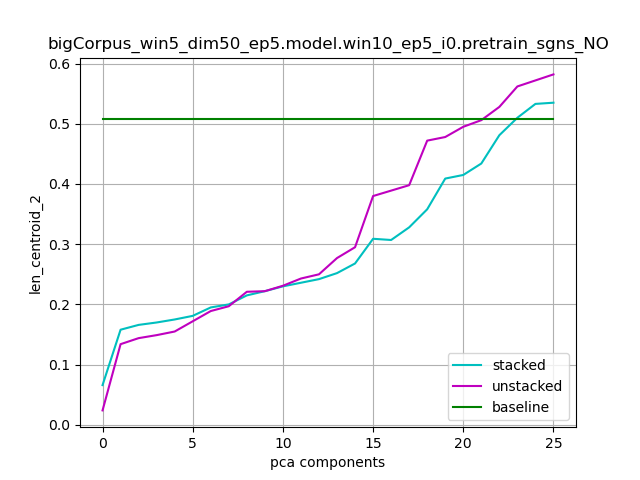 bigCorpus_win5_dim50_ep5.model.win10_ep5_i0.pretrain_sgns_NO
0.6
0.5
0.4
0.3
0.2
0.1
0.0
len_centroid_2
0
5
10
15
20
25
pca components
stacked
unstacked
baseline